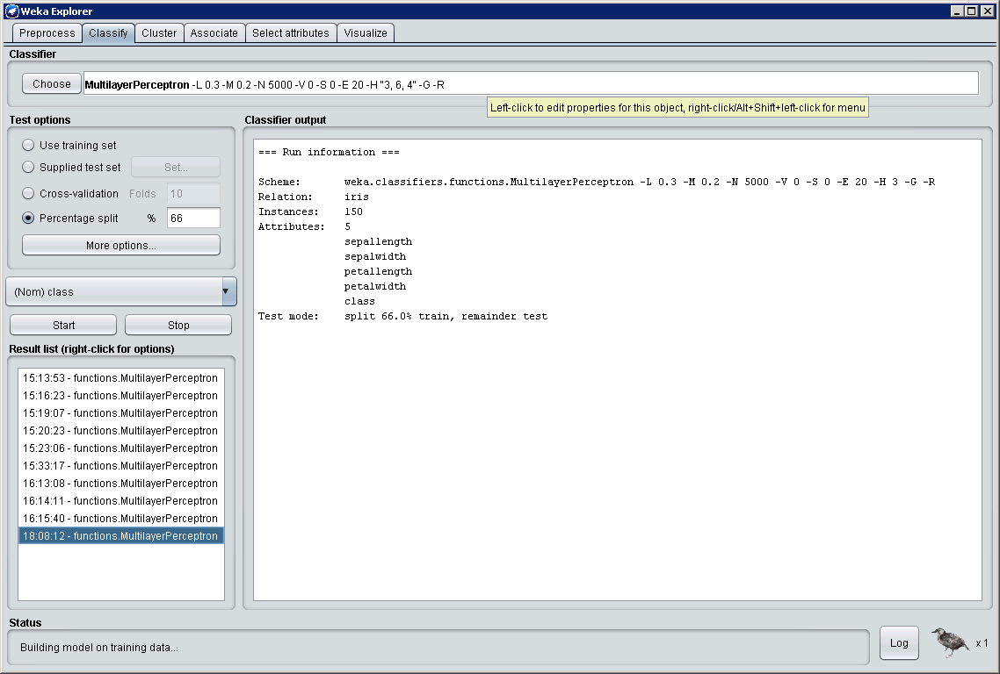 Weka Explorer
Preprocess Classify Cluster Associate Select attributes Visualize
Classifier
Choose MultilayerPerceptron -L 0.3 -M 0.2 -N 5000 -V 0 -S 0 -E 20 -H "3, 6, 4" -G -R
Left-click to edit properties for this object, right-click/Alt+Shift+left-click for menu
Test options
Use training set
Supplied test set Set...
Cross-validation Folds 10
Percentage split % 66
More options...
(Nom) class
Start Stop
Result list (right-click for options)
15:13:53 - functions.MultilayerPerceptron
15:16:23 - functions.MultilayerPerceptron
15:19:07 - functions.MultilayerPerceptron
15:20:23 - functions.MultilayerPerceptron
15:23:06 - functions.MultilayerPerceptron
15:33:17 - functions.MultilayerPerceptron
16:13:08 - functions.MultilayerPerceptron
16:14:11 - functions.MultilayerPerceptron
16:15:40 - functions.MultilayerPerceptron
18:08:12 - functions.MultilayerPerceptron
Classifier output
=== Run information ===
Scheme: weka.classifiers.functions.MultilayerPerceptron -L 0.3 -M 0.2 -N 5000 -V 0 -S 0 -E 20 -H 3 -G -R
Relation: iris
Instances: 150
Attributes: 5
sepallength
sepalwidth
petallength
petalwidth
class
Test mode: split 66.0% train, remainder test
Status
Building model on training data...
Log x 1